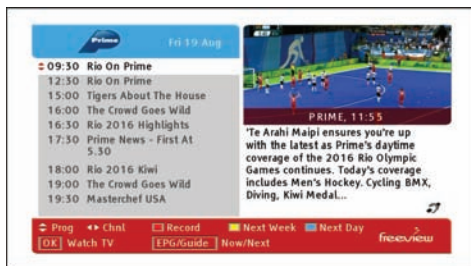 Prime
Fri 19 Aug
09:30 Rio On Prime
12:30 Rio On Prime
15:00 Tigers About The House
16:00 The Crowd Goes Wild
16:30 Rio 2016 Highlights
17:30 Prime News - First At
5.30
18:00 Rio 2016 Kiwi
19:00 The Crowd Goes Wild
19:30 Masterchef USA
PRIME, 11:55
'Te Arahi Maipi ensures you're up
with the latest as Prime's daytime
coverage of the 2016 Rio Olympic
Games continues. Today's coverage
includes Men's Hockey. Cycling BMX,
Diving, Kiwi Medal...
Prog Chnl Record Next Week Next Day
OK Watch TV EPG/Guide Now/Next
freeview